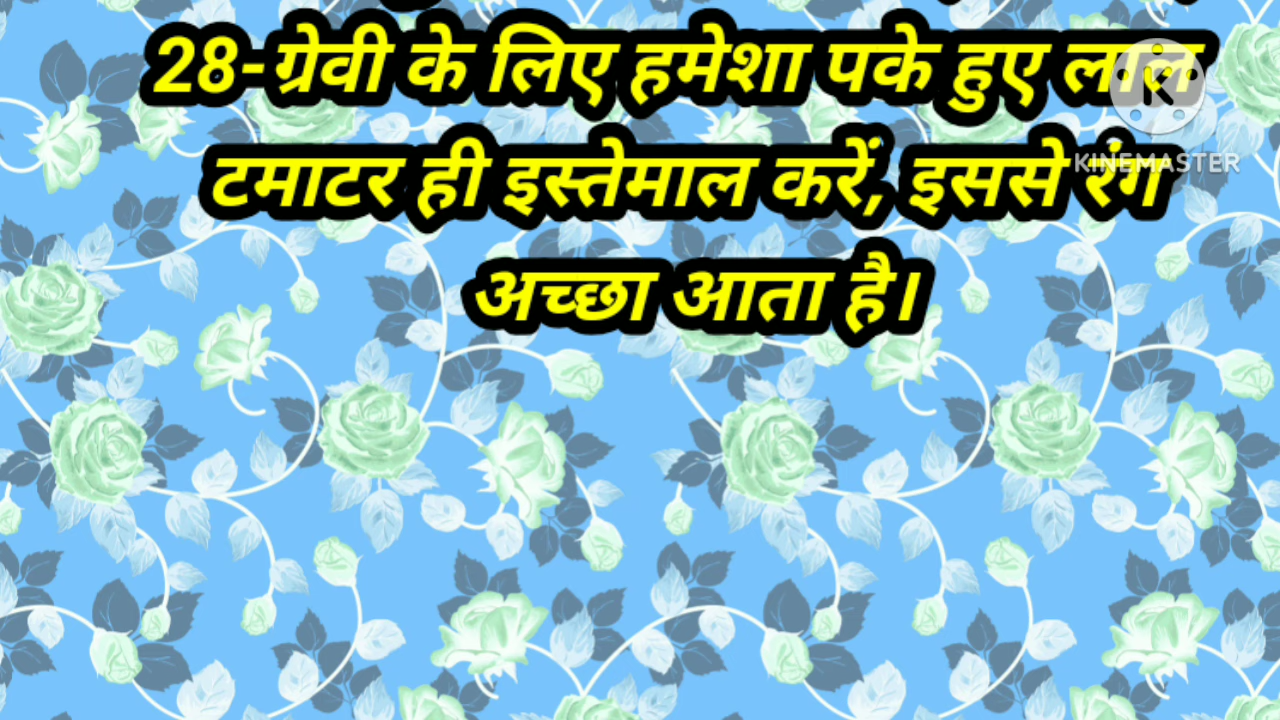 28-ग्रेवी के लिए हमेशा पके हुए लाल
टमाटर ही इस्तेमाल करें, इससे रंग
अच्छा आता है।
KINEMASTER